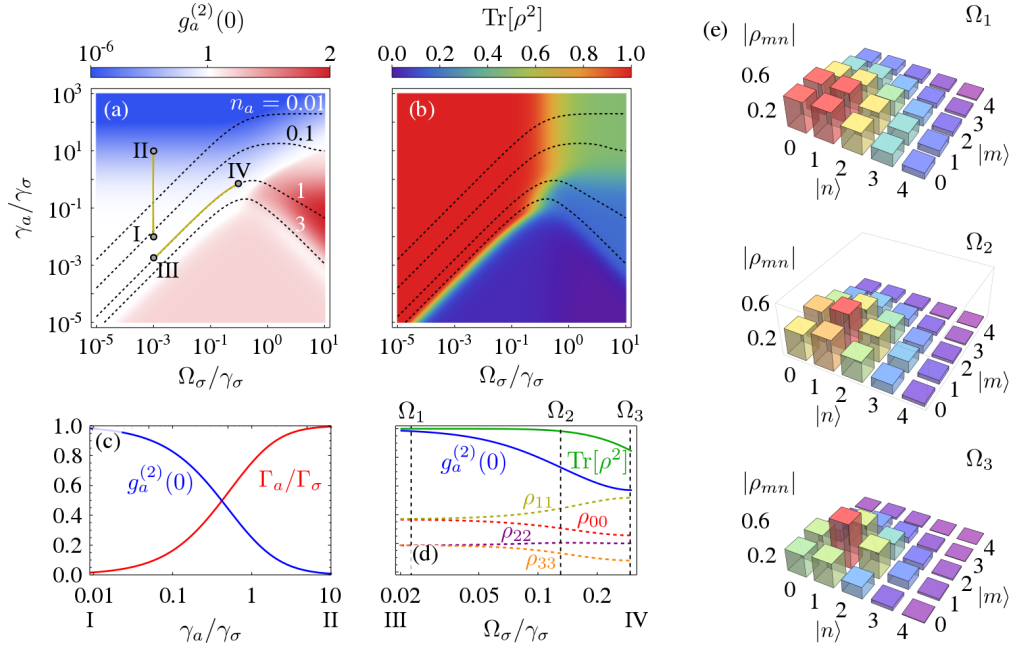 g_a^{(2)}(0)
10^{-6} 1 2
Tr[ρ^2]
0.0 0.2 0.4 0.6 0.8 1.0
(a)
n_a = 0.01
0.1
1
3
I
II
III
IV
γ_a/γ_σ
10^3
10^1
10^{-1}
10^{-3}
10^{-5}
10^{-5} 10^{-3} 10^{-1} 10^0 10^1
Ω_σ/γ_σ
(b)
10^{-5} 10^{-3} 10^{-1} 10^0 10^1
Ω_σ/γ_σ
(c)
1.0
0.8
0.6
0.4
0.2
0.0
g_a^{(2)}(0)
Γ_a/Γ_σ
0.01 0.1 1 10
I γ_a/γ_σ II
Ω_1 Ω_2 Ω_3
Tr[ρ^2]
g_a^{(2)}(0)
ρ_11
ρ_00
ρ_22
ρ_33
(d)
0.02 0.05 0.1 0.2
III Ω_σ/γ_σ IV
(e)
Ω_1
|ρ_{mn}|
0.6
0.2
0 1 2 3 4
|n⟩
0 1 2 3 4
|m⟩
Ω_2
|ρ_{mn}|
0.6
0.2
0 1 2 3 4
|n⟩
0 1 2 3 4
|m⟩
Ω_3
|ρ_{mn}|
0.6
0.2
0 1 2 3 4
|n⟩
0 1 2 3 4
|m⟩